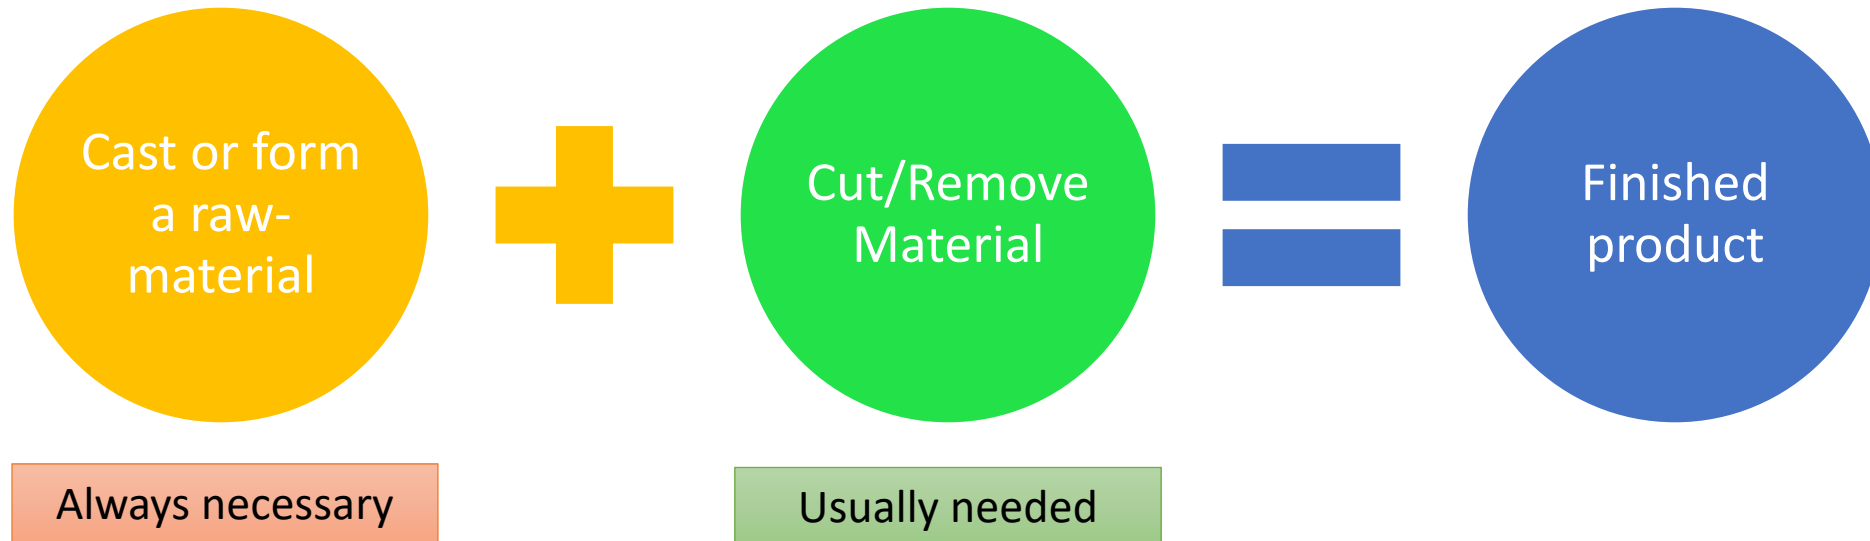 Cast or form
a raw-
material
Cut/Remove
Material
Finished
product
Always necessary
Usually needed